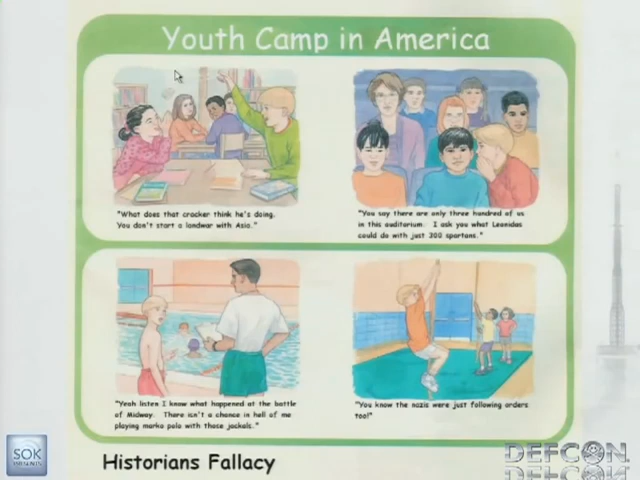 Youth Camp in America
"What does that cracker think he's doing.
You don't start a landwar with Asia."
"You say there are only three hundred of us
in this auditorium. I ask you what Leonidas
could do with just 300 spartans."
"Yeah listen I know what happened at the battle
of Midway. There isn't a chance in hell of me
playing marko polo with those jackals."
"You know the nazis were just following orders
too!"
Historians Fallacy
SOK
PRESENTS
DEFCON